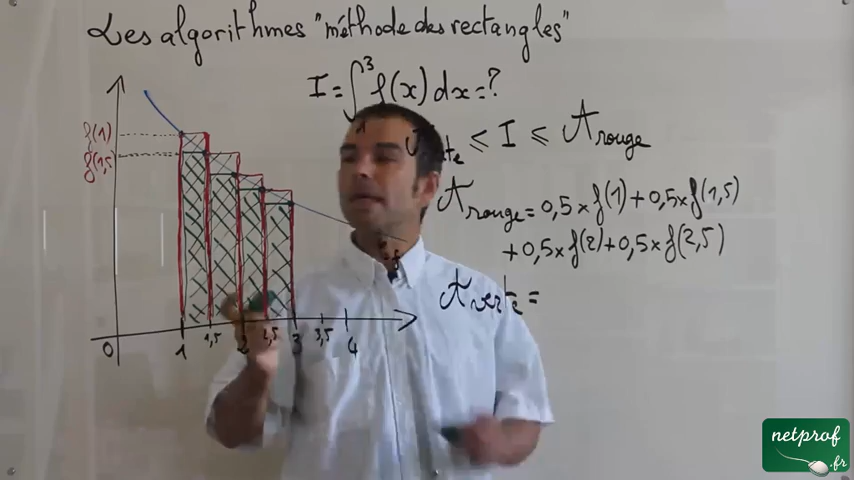 Les algorithmes "méthode des rectangles"
I = ∫ 3 f(x) dx = ?
≤ I ≤ A rouge
A rouge = 0,5 × f(1) + 0,5 × f(1,5)
+ 0,5 × f(2) + 0,5 × f(2,5)
A verte =
f(1)
f(1,5)
0 1 1,5 2 2,5 3 3,5 4
netprof
.fr